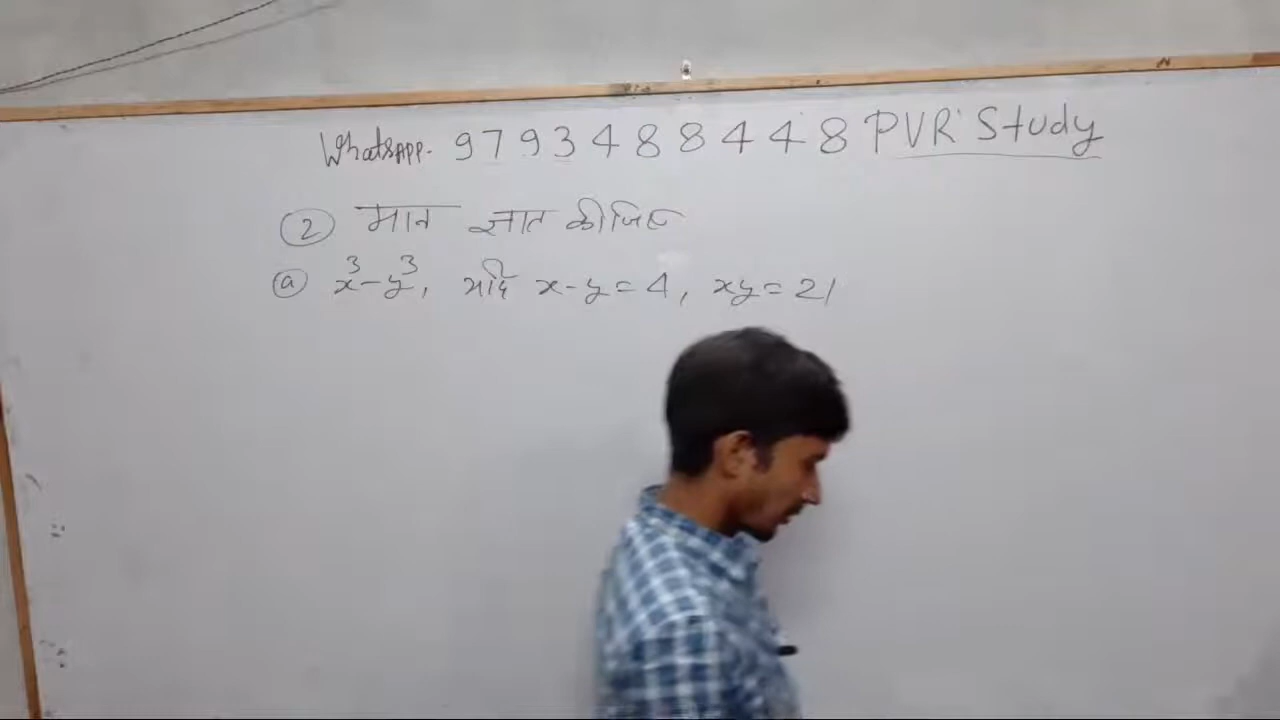 WhatsAPP. 9793488448 PVR Study
② मान ज्ञात कीजिए
ⓐ x³-y³, यदि x-y=4, xy=21